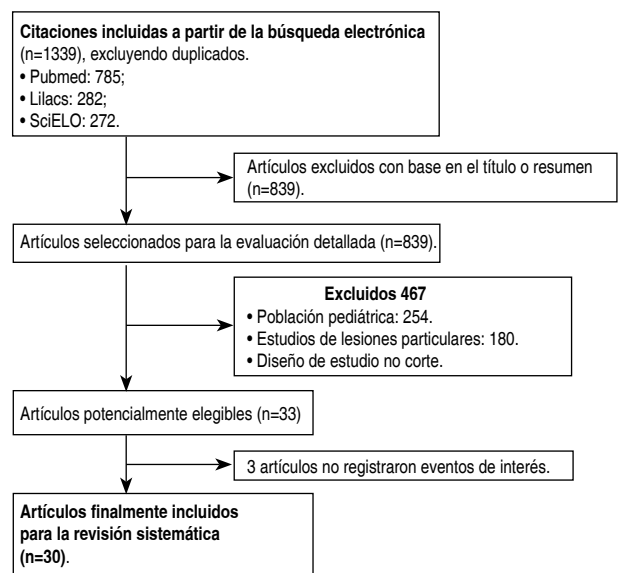 Citaciones incluidas a partir de la búsqueda electrónica
(n=1339), excluyendo duplicados.
• Pubmed: 785;
• Lilacs: 282;
• SciELO: 272.
Artículos excluidos con base en el título o resumen
(n=839).
Artículos seleccionados para la evaluación detallada (n=839).
Excluidos 467
• Población pediátrica: 254.
• Estudios de lesiones particulares: 180.
• Diseño de estudio no corte.
Artículos potencialmente elegibles (n=33)
3 artículos no registraron eventos de interés.
Artículos finalmente incluidos
para la revisión sistemática
(n=30).